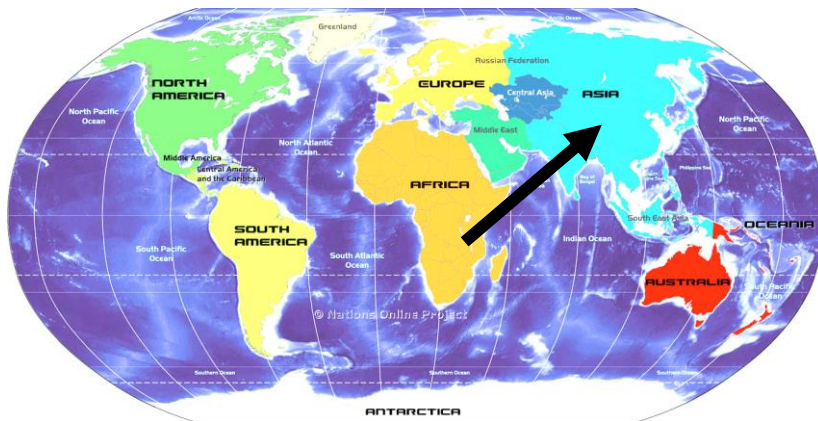 Arctic Ocean
Arctic Ocean
Greenland
Russian Federation
NORTH
AMERICA
EUROPE
Central Asia
ASIA
North Pacific
Ocean
North Pacific
Ocean
Middle East
North Atlantic
Ocean
Middle America
Central America
and the Caribbean
Philippine Sea
Bay of
Bengal
AFRICA
South East Asia
SOUTH
AMERICA
OCEANIA
South Pacific
Ocean
South Atlantic
Ocean
Indian Ocean
AUSTRALIA
South Pacific
Ocean
© Nations Online Project
Southern Ocean
Southern Ocean
Southern Ocean
ANTARCTICA